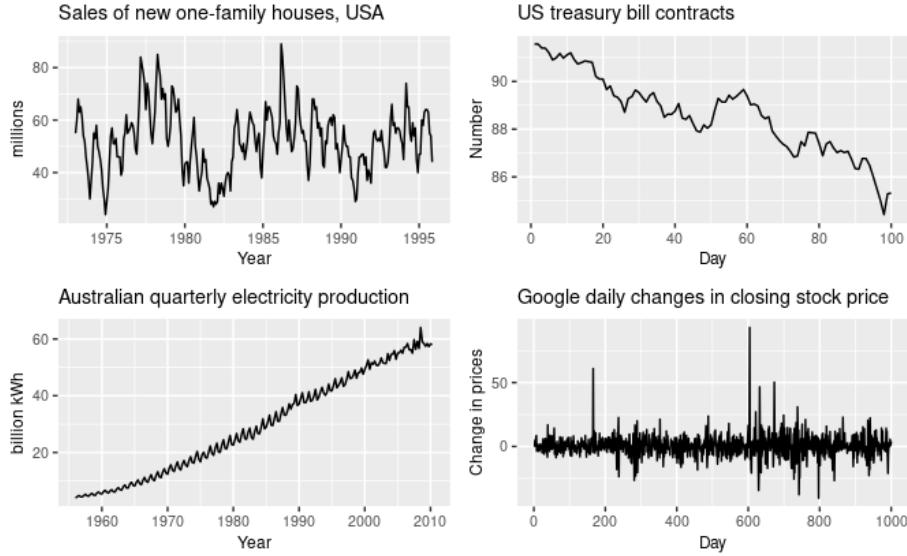 Sales of new one-family houses, USA
millions
80
60
40
1975 1980 1985 1990 1995
Year
US treasury bill contracts
Number
90
88
86
0 20 40 60 80 100
Day
Australian quarterly electricity production
billion kWh
60
40
20
1960 1970 1980 1990 2000 2010
Year
Google daily changes in closing stock price
Change in prices
50
0
0 200 400 600 800 1000
Day